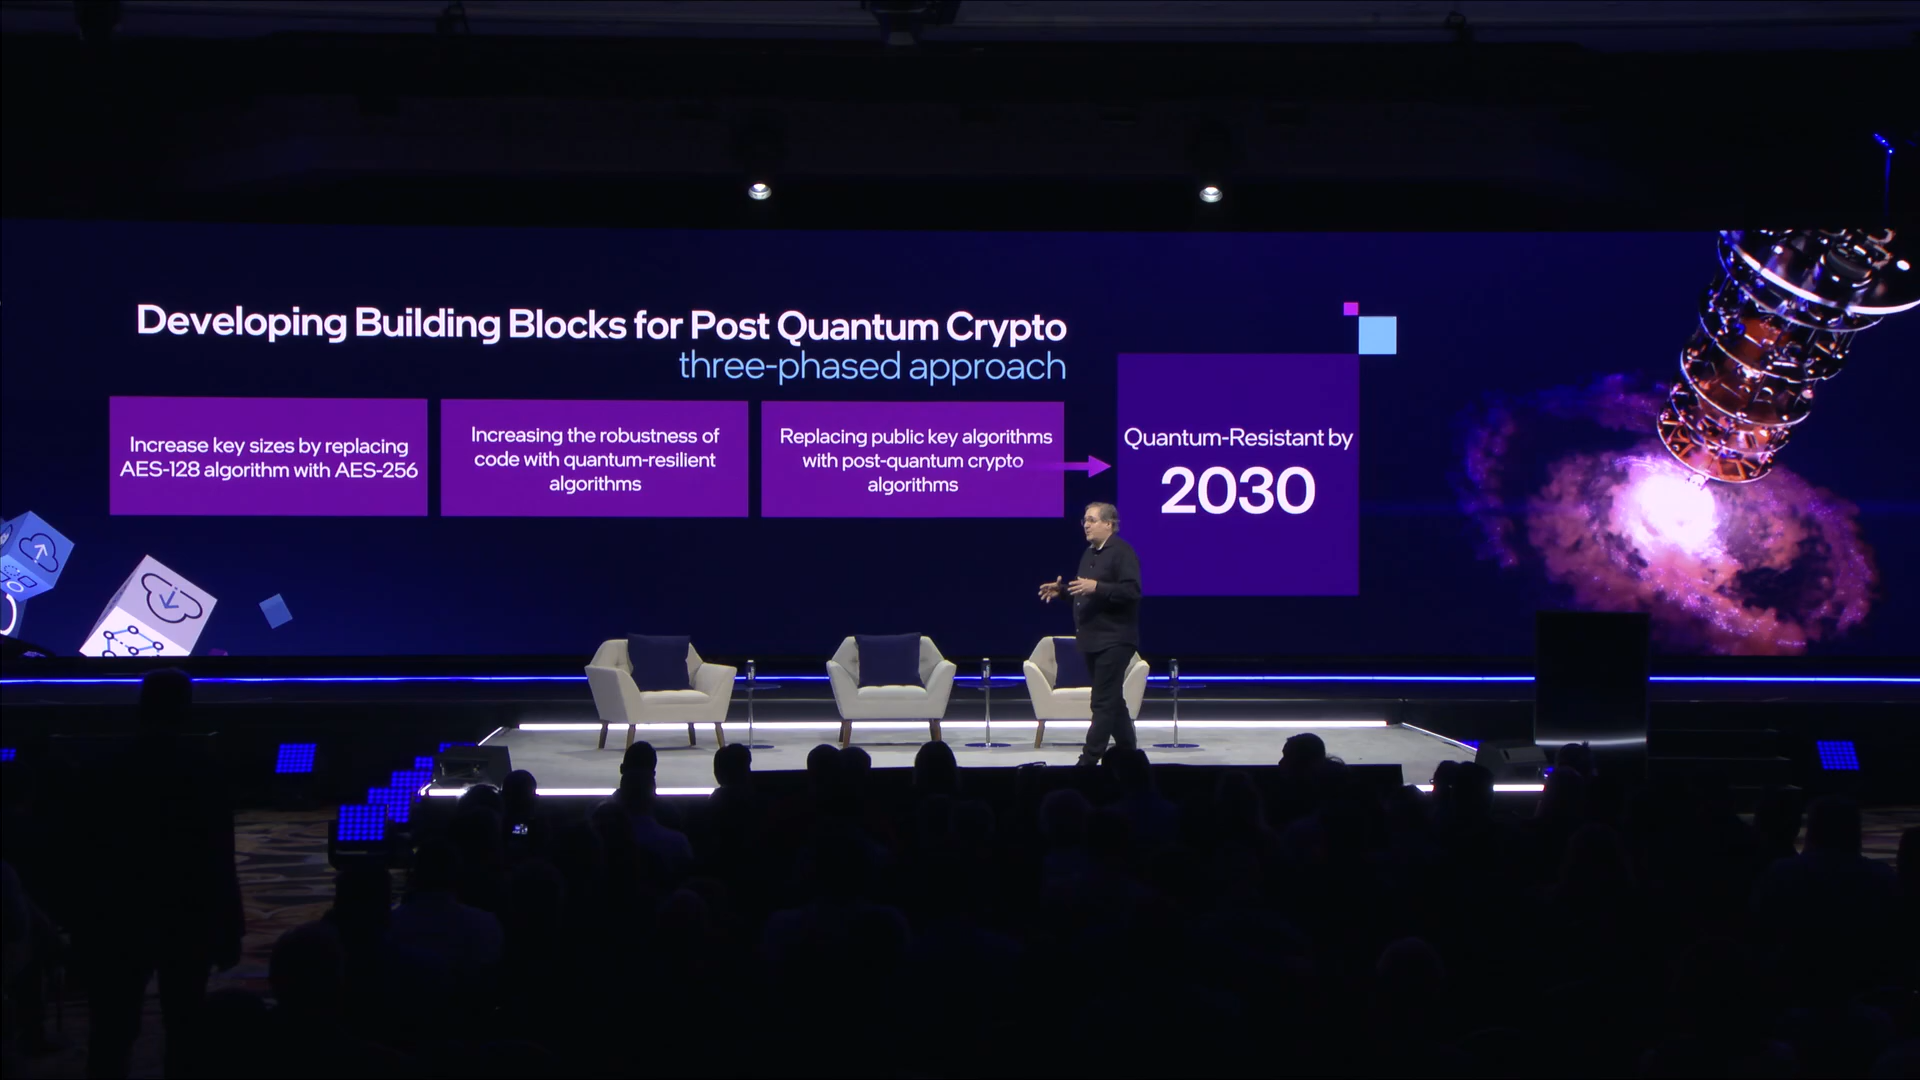 Developing Building Blocks for Post Quantum Crypto
three-phased approach
Increase key sizes by replacing
AES-128 algorithm with AES-256
Increasing the robustness of
code with quantum-resilient
algorithms
Replacing public key algorithms
with post-quantum crypto
algorithms
Quantum-Resistant by
2030